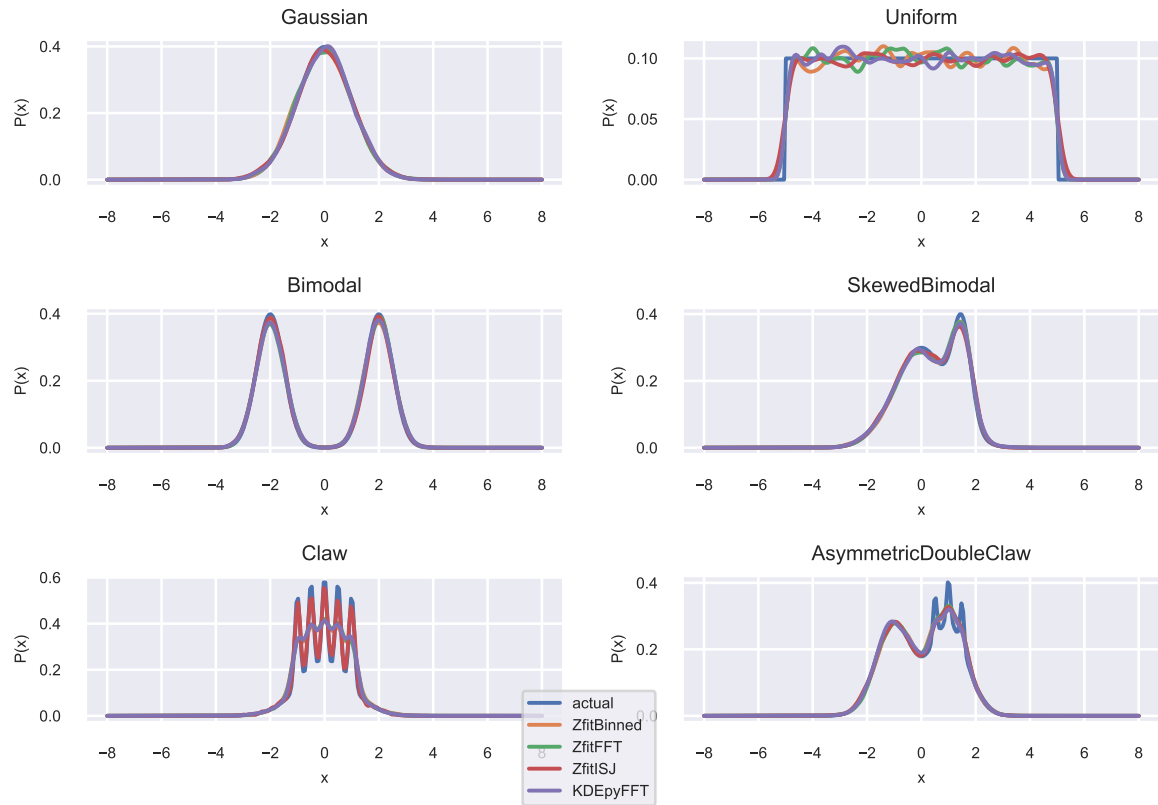 Gaussian
0.4
0.2
0.0
P(x)
−8 −6 −4 −2 0 2 4 6 8
x
Uniform
0.10
0.05
0.00
P(x)
−8 −6 −4 −2 0 2 4 6 8
x
Bimodal
0.4
0.2
0.0
P(x)
−8 −6 −4 −2 0 2 4 6 8
x
SkewedBimodal
0.4
0.2
0.0
P(x)
−8 −6 −4 −2 0 2 4 6 8
x
Claw
0.6
0.4
0.2
0.0
P(x)
−8 −6 −4 −2 0 2 4 6 8
x
AsymmetricDoubleClaw
0.4
0.2
0.0
P(x)
−8 −6 −4 −2 0 2 4 6 8
x
actual
ZfitBinned
ZfitFFT
ZfitISJ
KDEpyFFT